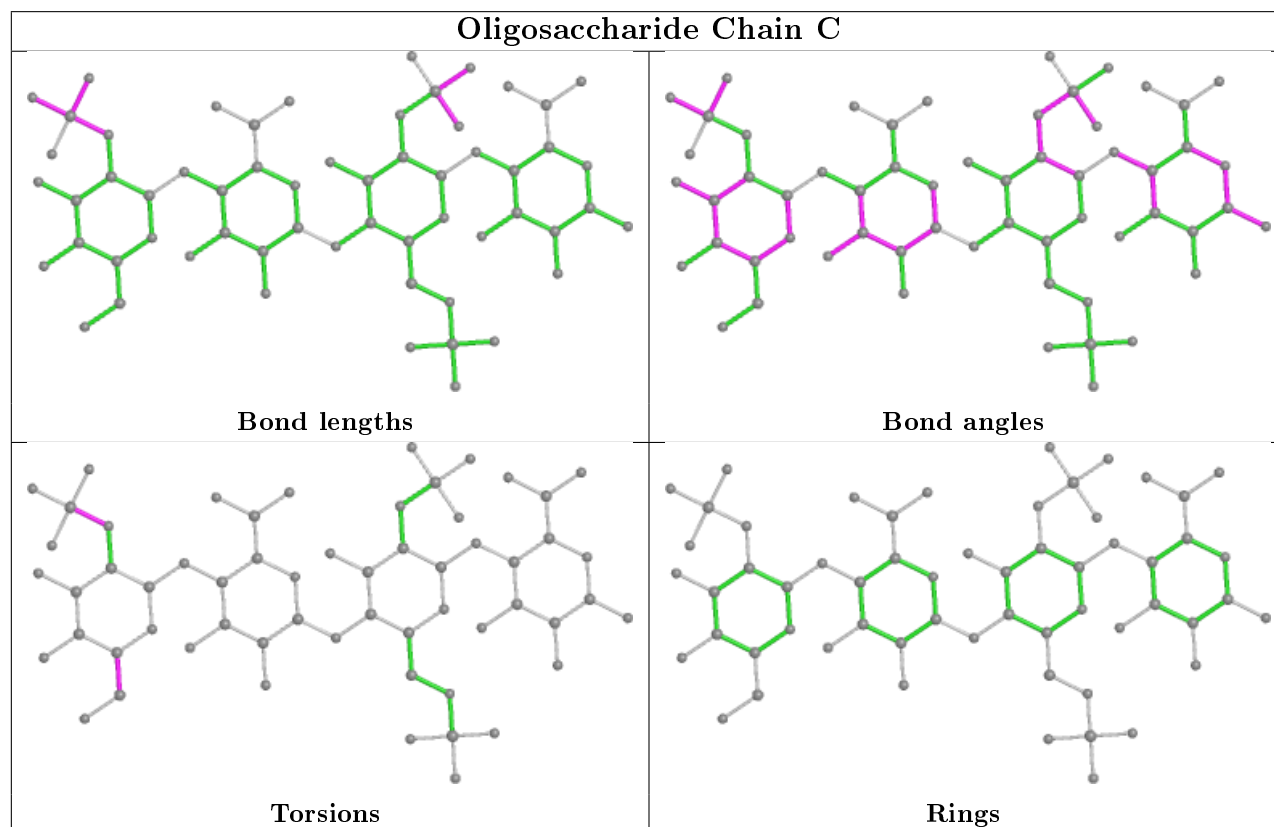 Oligosaccharide Chain C
Bond lengths
Bond angles
Torsions
Rings